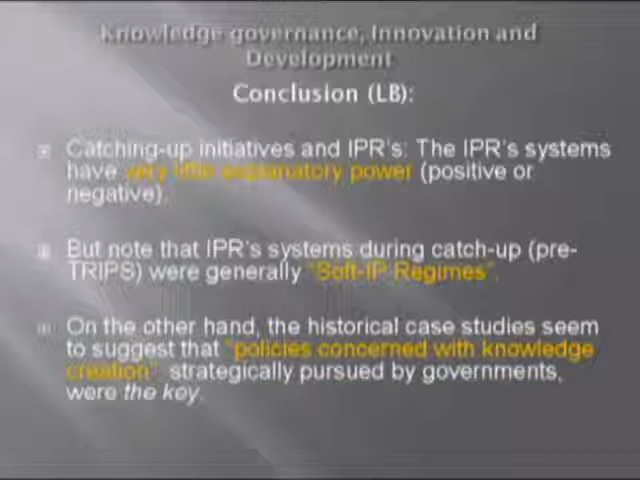 Knowledge governance, Innovation and
Development
Conclusion (LB):
Catching-up initiatives and IPR's: The IPR's systems
have very little explanatory power (positive or
negative).
But note that IPR's systems during catch-up (pre-
TRIPS) were generally "Soft-IP Regimes".
On the other hand, the historical case studies seem
to suggest that "policies concerned with knowledge
creation" strategically pursued by governments,
were the key.